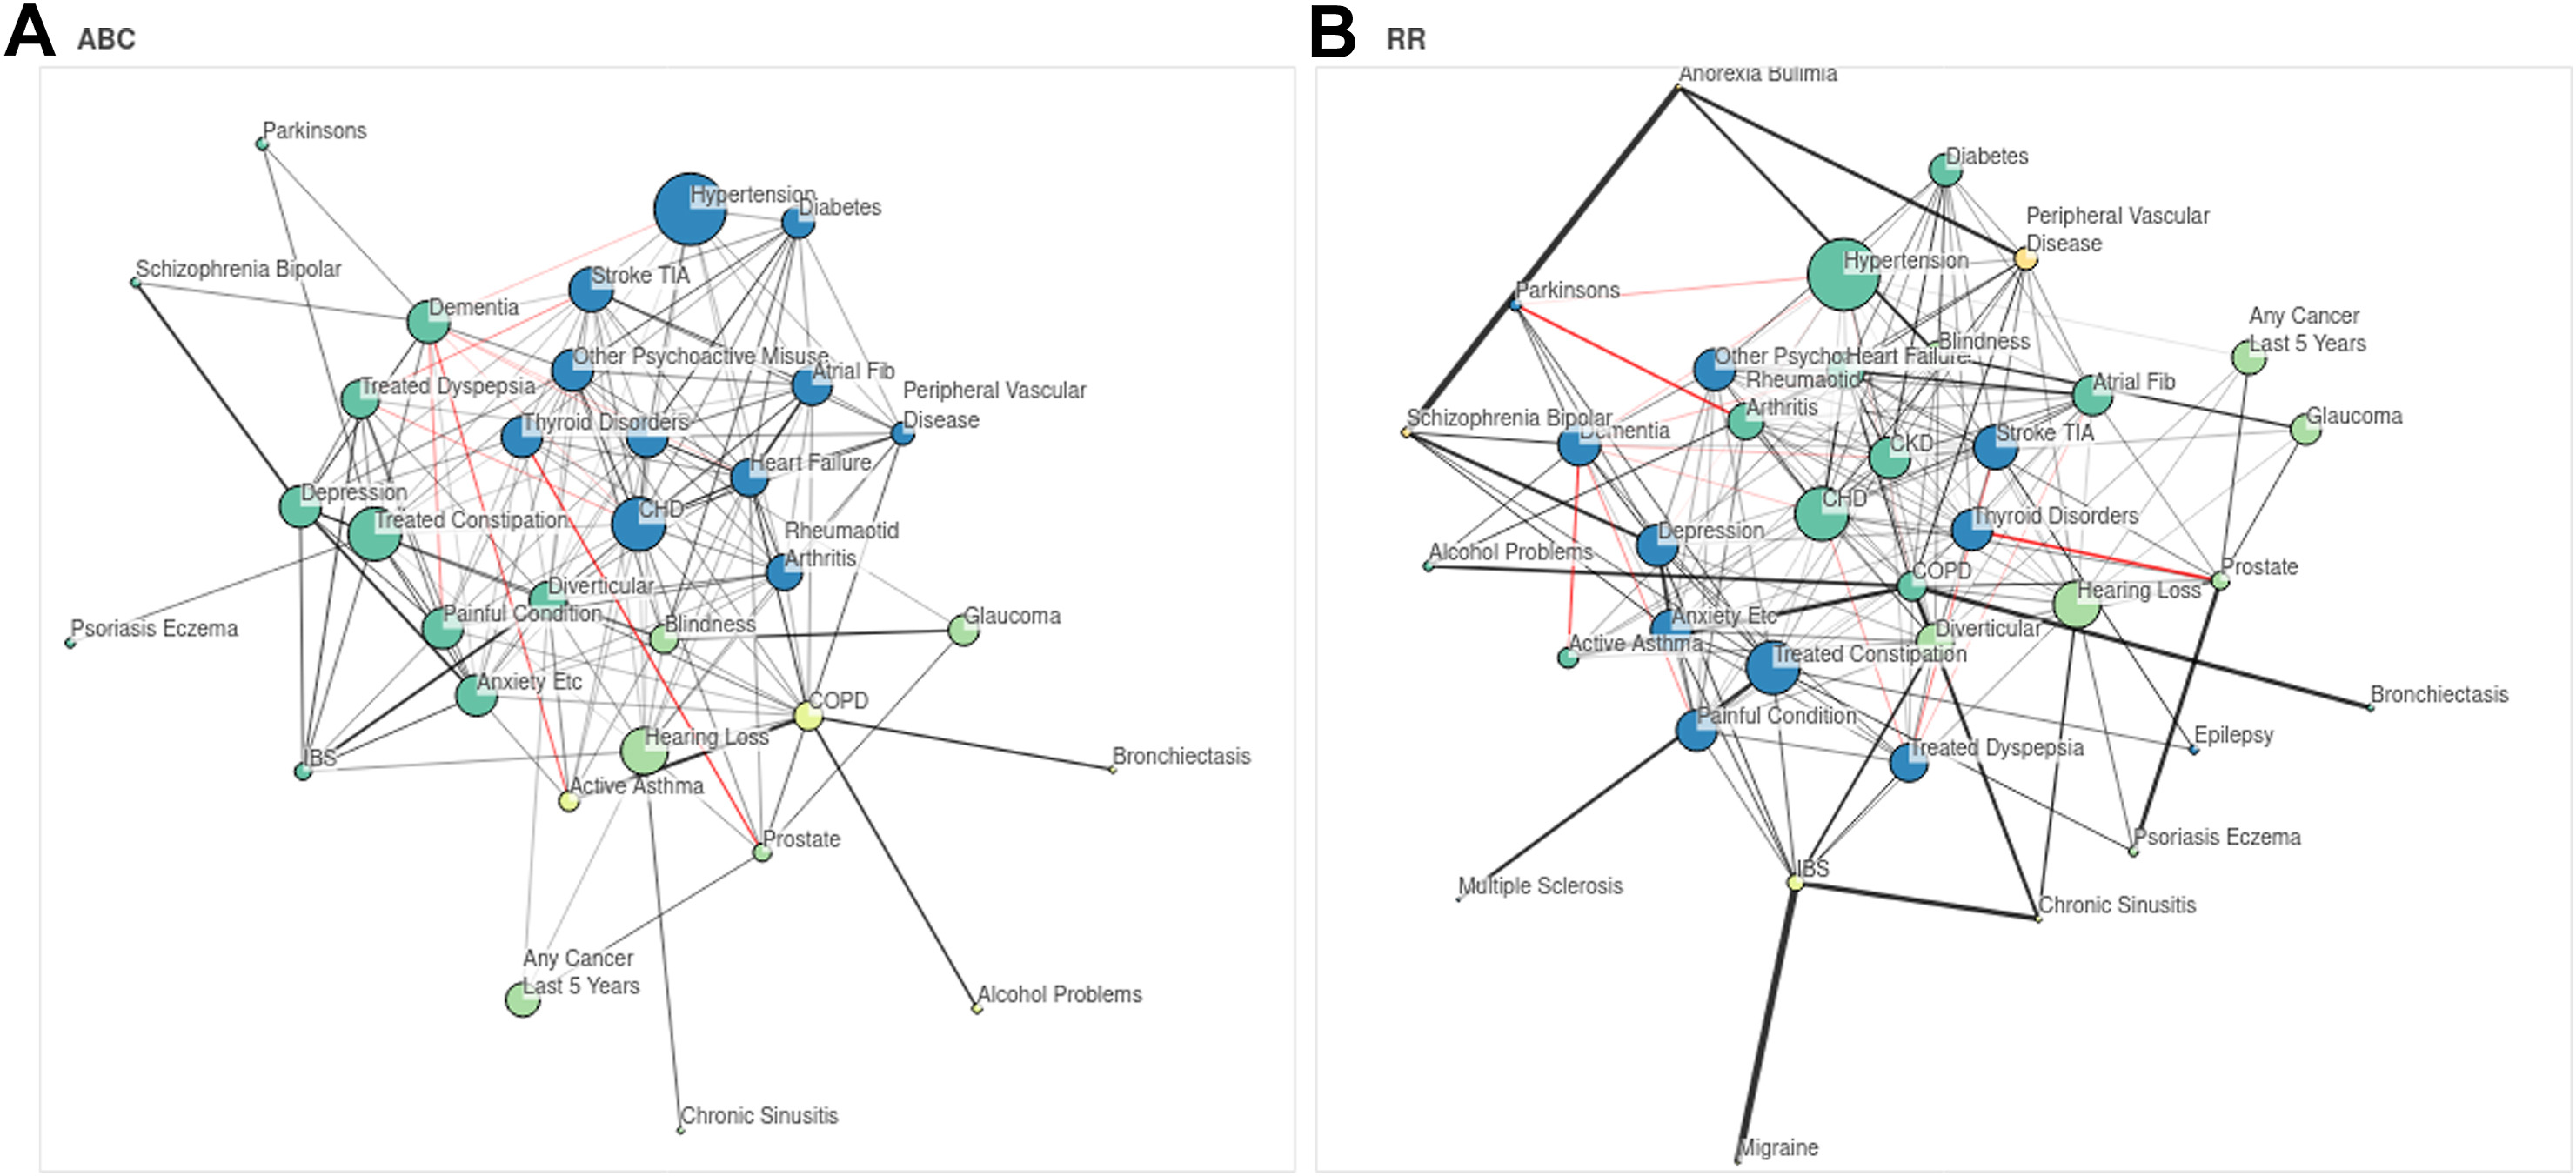 A ABC
Parkinsons
Hypertension
Diabetes
Schizophrenia Bipolar
Stroke TIA
Dementia
Other Psychoactive Misuse
Atrial Fib
Treated Dyspepsia
Peripheral Vascular
Disease
Thyroid Disorders
Heart Failure
Depression
CHD
Treated Constipation
Rheumaotid
Arthritis
Diverticular
Painful Condition
Blindness
Glaucoma
Psoriasis Eczema
Anxiety Etc
COPD
Hearing Loss
IBS
Bronchiectasis
Active Asthma
Prostate
Any Cancer
Last 5 Years
Alcohol Problems
Chronic Sinusitis
B RR
Anorexia Bulimia
Diabetes
Peripheral Vascular
Disease
Hypertension
Parkinsons
Any Cancer
Last 5 Years
Blindness
Other Psycho
Heart Failure
Rheumaotid
Arthritis
Atrial Fib
Glaucoma
Schizophrenia Bipolar
Dementia
CKD
Stroke TIA
CHD
Thyroid Disorders
Depression
Alcohol Problems
COPD
Prostate
Hearing Loss
Anxiety Etc
Diverticular
Active Asthma
Treated Constipation
Bronchiectasis
Painful Condition
Epilepsy
Treated Dyspepsia
Psoriasis Eczema
IBS
Multiple Sclerosis
Chronic Sinusitis
Migraine